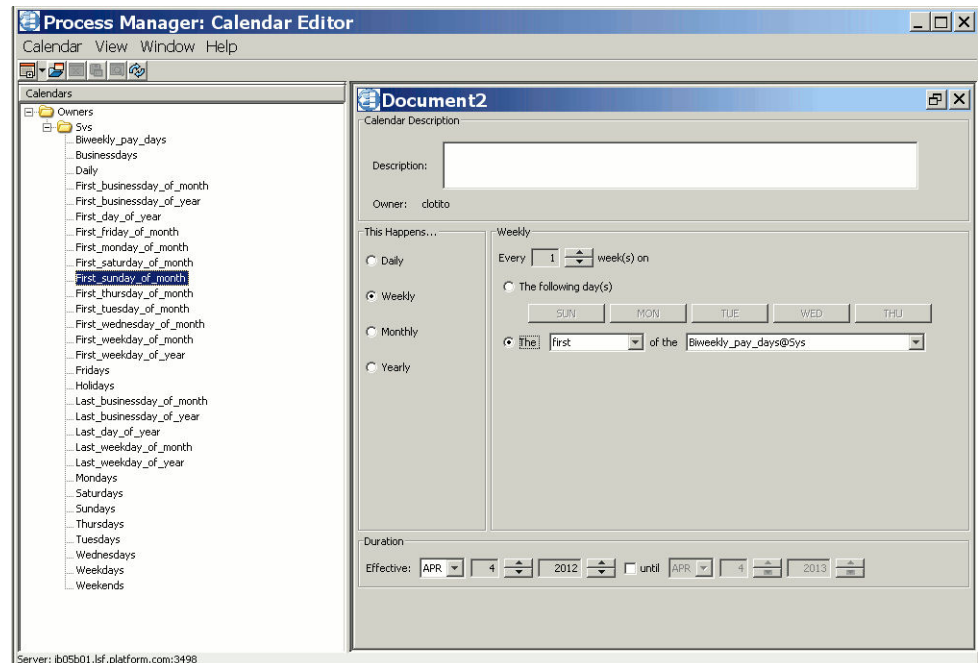 Process Manager: Calendar Editor
Calendar View Window Help
Calendars
Owners
Sys
Biweekly_pay_days
Businessdays
Daily
First_businessday_of_month
First_businessday_of_year
First_day_of_year
First_friday_of_month
First_monday_of_month
First_saturday_of_month
First_sunday_of_month
First_thursday_of_month
First_tuesday_of_month
First_wednesday_of_month
First_weekday_of_month
First_weekday_of_year
Fridays
Holidays
Last_businessday_of_month
Last_businessday_of_year
Last_day_of_year
Last_weekday_of_month
Last_weekday_of_year
Mondays
Saturdays
Sundays
Thursdays
Tuesdays
Wednesdays
Weekdays
Weekends
Document2
Calendar Description
Description:
Owner: clotito
This Happens...
Daily
Weekly
Monthly
Yearly
Weekly
Every 1 week(s) on
The following day(s)
SUN MON TUE WED THU
The first of the Biweekly_pay_days@Sys
Duration
Effective: APR 4 2012 until APR 4 2013
Server: ib05b01.lsf.platform.com:3498